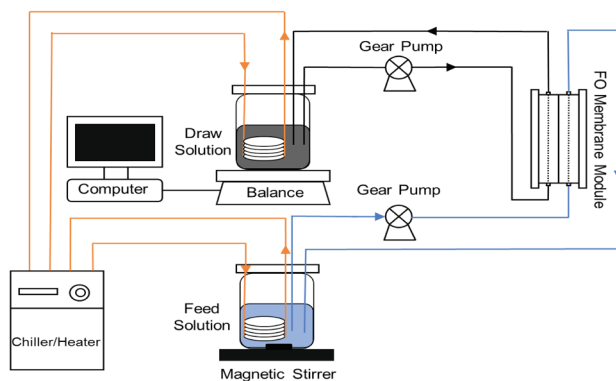 Gear Pump
FO Membrane Module
Draw
Solution
Computer
Balance
Gear Pump
Feed
Solution
Chiller/Heater
Magnetic Stirrer